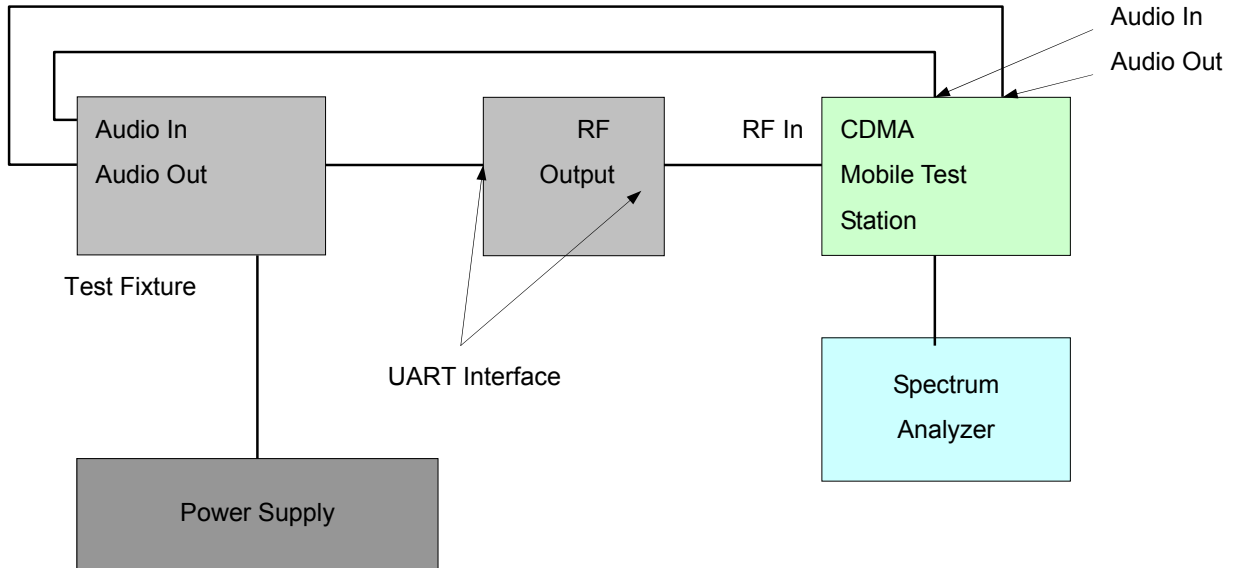 Audio In
Audio Out
Audio In
Audio Out
RF
Output
RF In
CDMA
Mobile Test
Station
Test Fixture
UART Interface
Spectrum
Analyzer
Power Supply